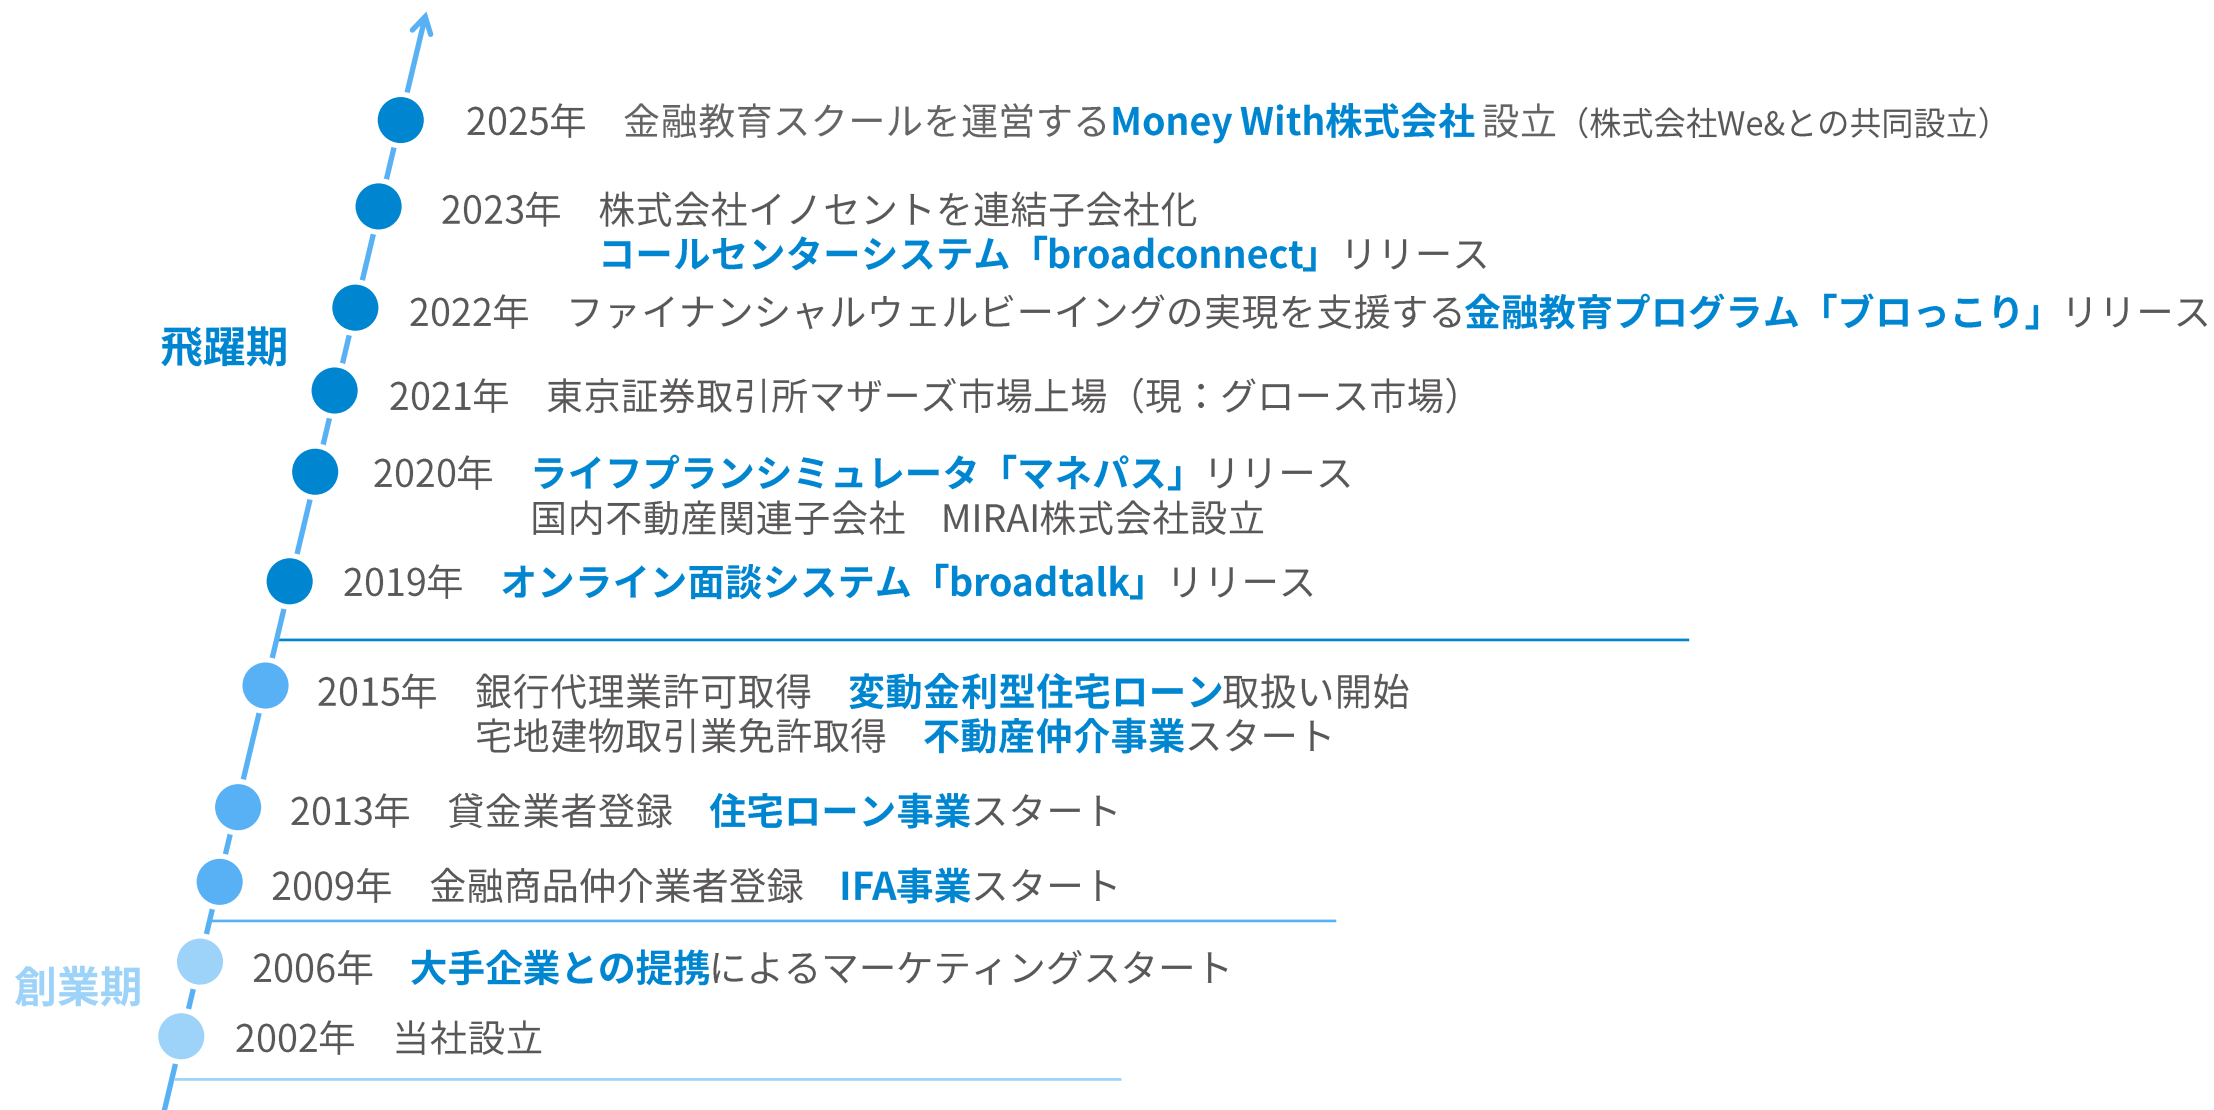 2025年　金融教育スクールを運営するMoney With株式会社 設立（株式会社We&との共同設立）
2023年　株式会社イノセントを連結子会社化
コールセンターシステム「broadconnect」リリース
2022年　ファイナンシャルウェルビーイングの実現を支援する金融教育プログラム「ブロっこり」リリース
飛躍期
2021年　東京証券取引所マザーズ市場上場（現：グロース市場）
2020年　ライフプランシミュレータ「マネパス」リリース
国内不動産関連子会社　MIRAI株式会社設立
2019年　オンライン面談システム「broadtalk」リリース
2015年　銀行代理業許可取得　変動金利型住宅ローン取扱い開始
宅地建物取引業免許取得　不動産仲介事業スタート
2013年　貸金業者登録　住宅ローン事業スタート
2009年　金融商品仲介業者登録　IFA事業スタート
2006年　大手企業との提携によるマーケティングスタート
創業期
2002年　当社設立